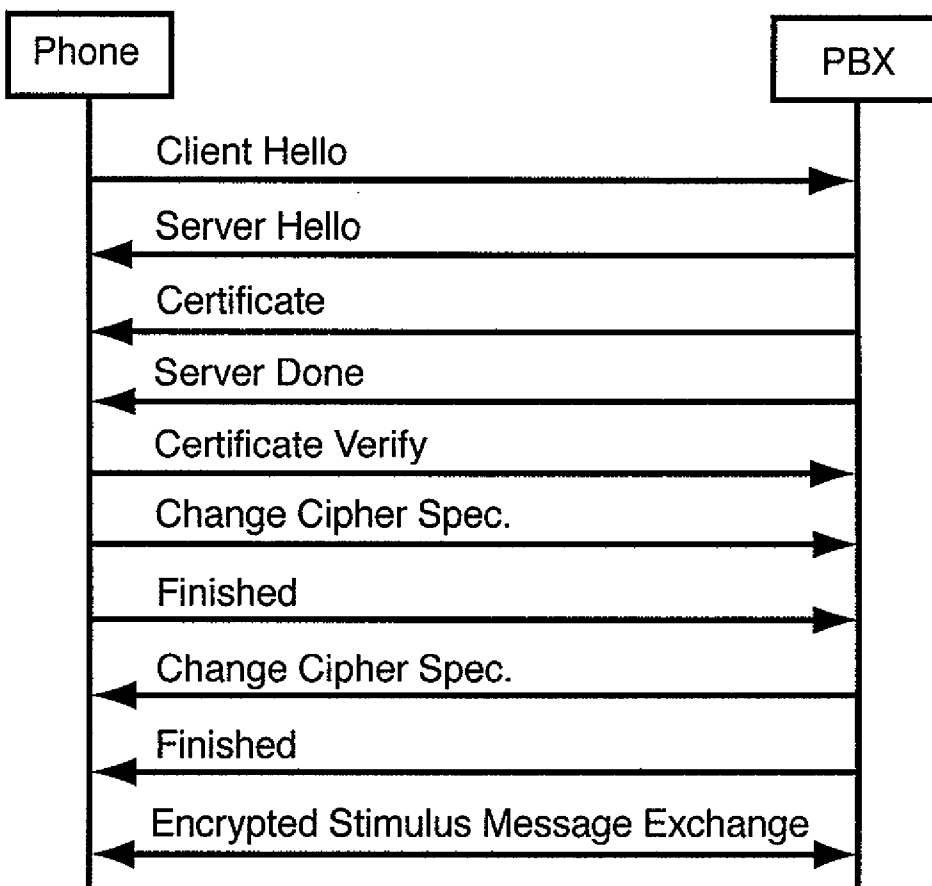 Phone
PBX
Client Hello
Server Hello
Certificate
Server Done
Certificate Verify
Change Cipher Spec.
Finished
Change Cipher Spec.
Finished
Encrypted Stimulus Message Exchange